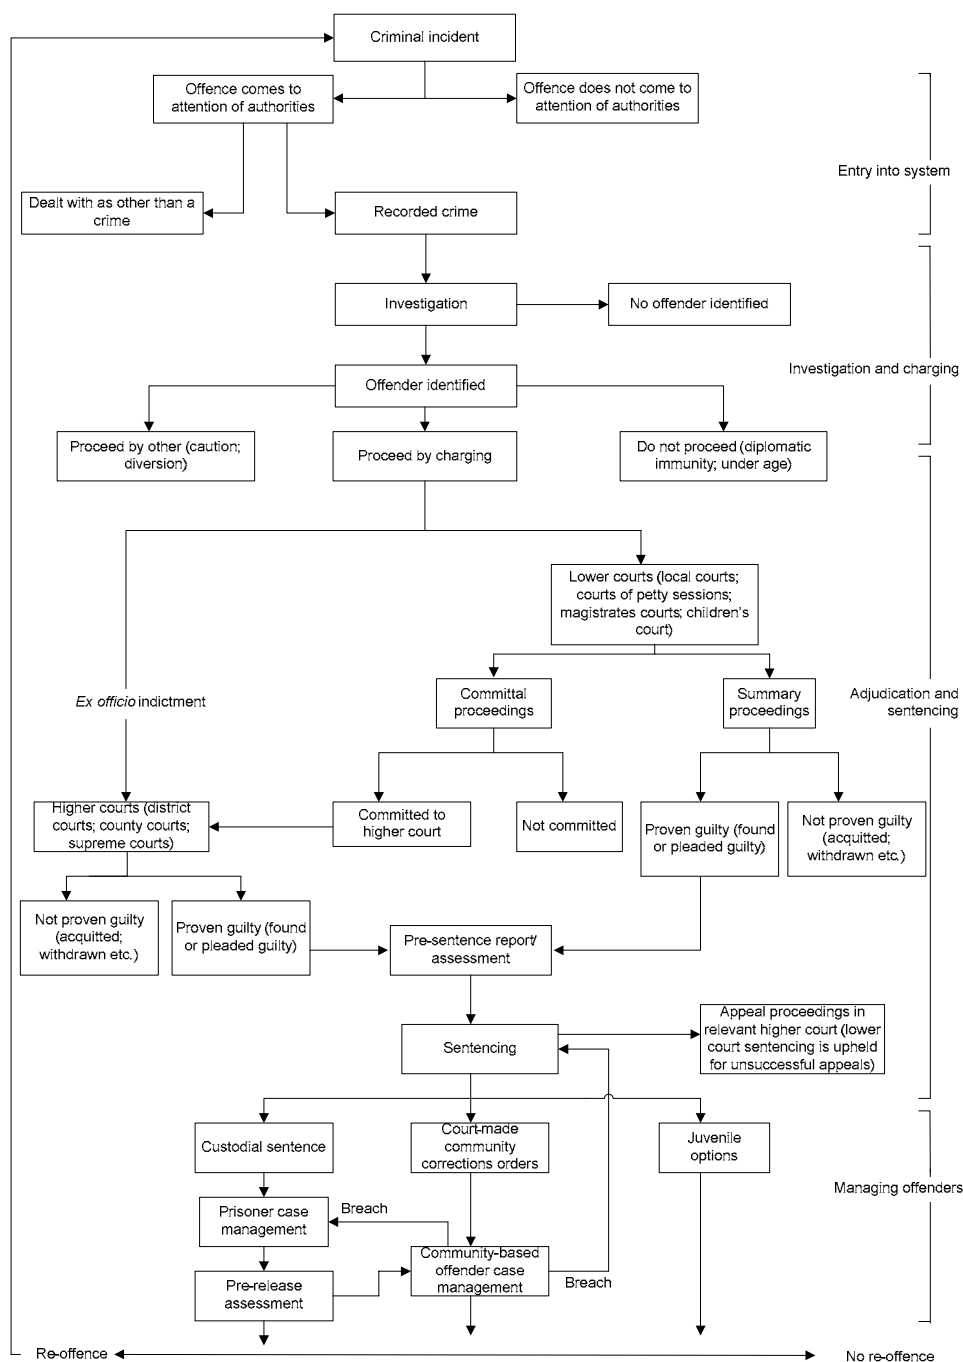 Criminal incident
Offence comes to
attention of authorities
Offence does not come to
attention of authorities
Entry into system
Dealt with as other than a
crime
Recorded crime
Investigation
No offender identified
Investigation and charging
Offender identified
Proceed by other (caution;
diversion)
Proceed by charging
Do not proceed (diplomatic
immunity; under age)
Lower courts (local courts;
courts of petty sessions;
magistrates courts; children's
court)
Ex officio indictment
Committal
proceedings
Summary
proceedings
Adjudication and
sentencing
Higher courts (district
courts; county courts;
supreme courts)
Committed to
higher court
Not committed
Proven guilty (found
or pleaded guilty)
Not proven guilty
(acquitted;
withdrawn etc.)
Not proven guilty
(acquitted;
withdrawn etc.)
Proven guilty (found
or pleaded guilty)
Pre-sentence report/
assessment
Sentencing
Appeal proceedings in
relevant higher court (lower
court sentencing is upheld
for unsuccessful appeals)
Custodial sentence
Court-made
community
corrections orders
Juvenile
options
Managing offenders
Prisoner case
management
Breach
Community-based
offender case
management
Breach
Pre-release
assessment
Re-offence
No re-offence